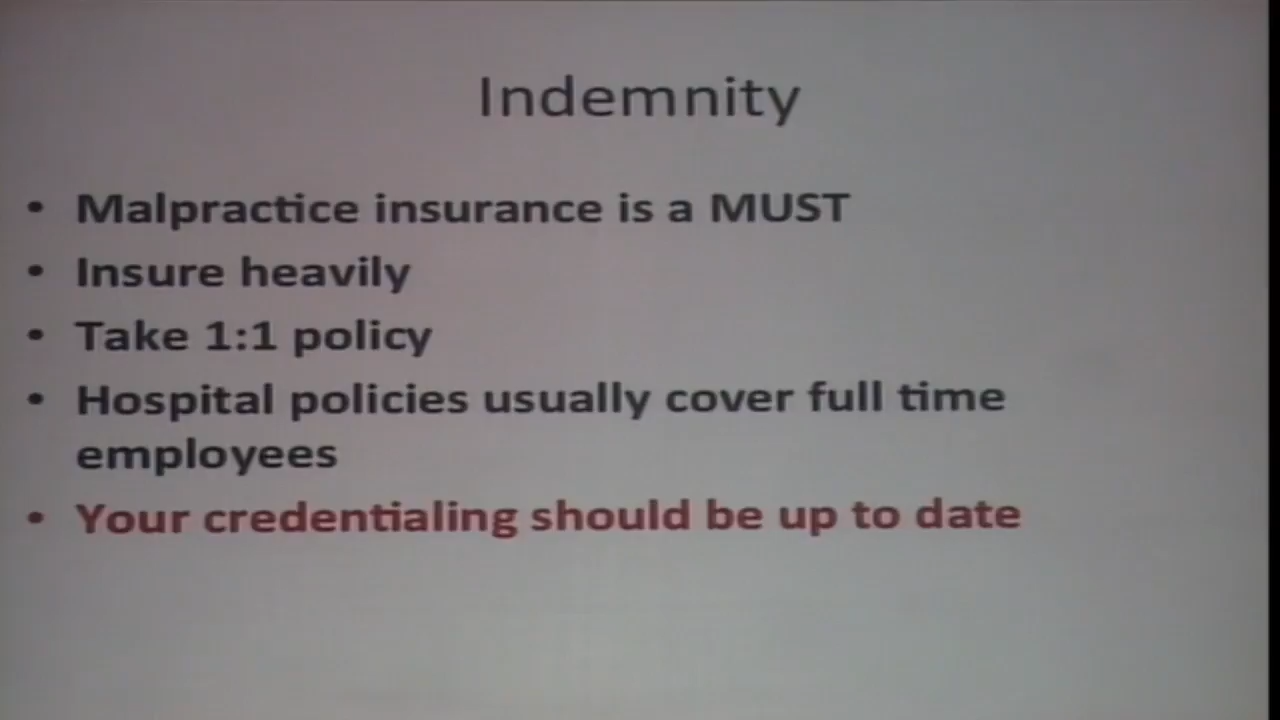 Indemnity
• Malpractice insurance is a MUST
• Insure heavily
• Take 1:1 policy
• Hospital policies usually cover full time
employees
• Your credentialing should be up to date